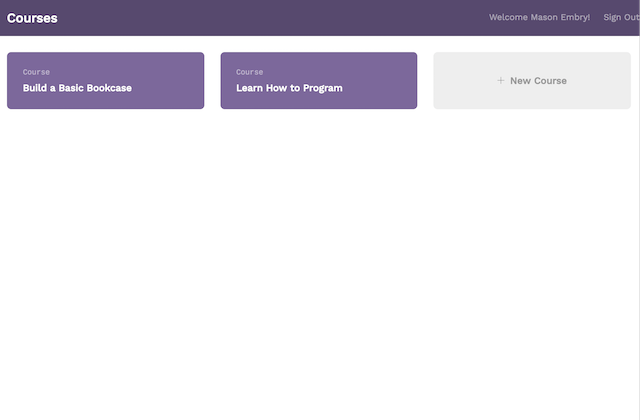 Courses
Welcome Mason Embry!
Sign Out
Course
Build a Basic Bookcase
Course
Learn How to Program
+ New Course